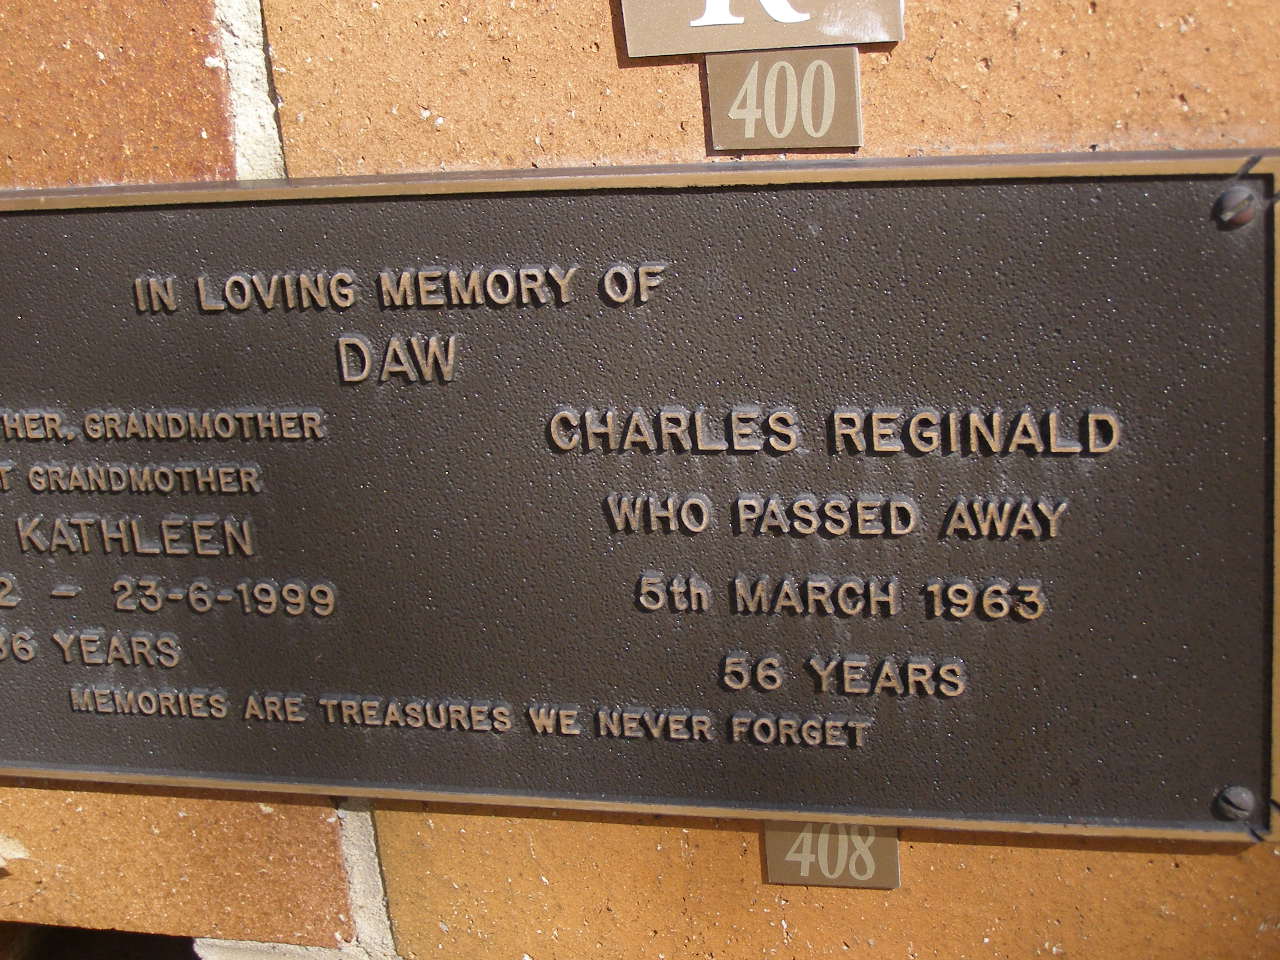 R
400
IN LOVING MEMORY OF
DAW
GRANDMOTHER
GRANDMOTHER
KATHLEEN
- 23-6-1999
YEARS
CHARLES REGINALD
WHO PASSED AWAY
5th MARCH 1963
56 YEARS
MEMORIES ARE TREASURES WE NEVER FORGET
408